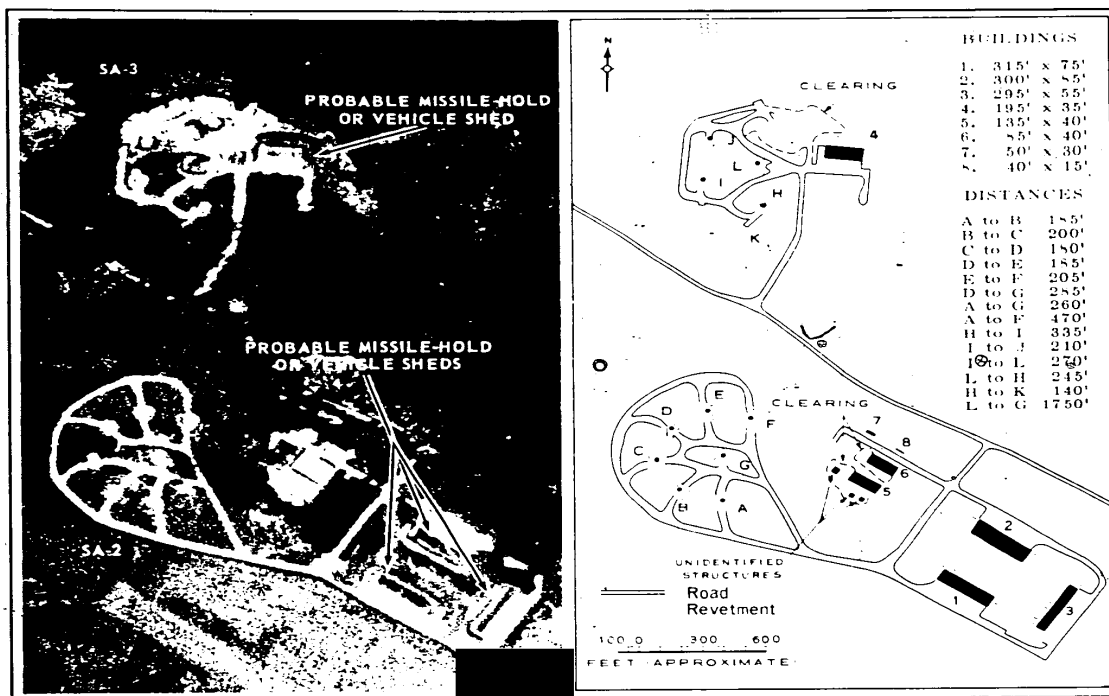 SA-3
PROBABLE MISSILE-HOLD
OR VEHICLE SHED
PROBABLE MISSILE-HOLD
OR VEHICLE SHEDS
SA-2
N
CLEARING
4
J
L
I
H
K
BUILDINGS
1. 315' x 75'
2. 300' x 85'
3. 295' x 55'
4. 195' x 35'
5. 135' x 40'
6. 85' x 40'
7. 50' x 30'
8. 40' x 15'
DISTANCES
A to B 185'
B to C 200'
C to D 180'
D to E 185'
E to F 205'
D to G 285'
A to G 260'
A to F 470'
H to I 335'
I to J 210'
I to L 270'
L to H 245'
H to K 140'
L to G 1750'
CLEARING
E
D
F
7
8
C
G
6
5
B
A
2
1
3
UNIDENTIFIED
STRUCTURES
Road
Revetment
100 0 300 600
FEET APPROXIMATE